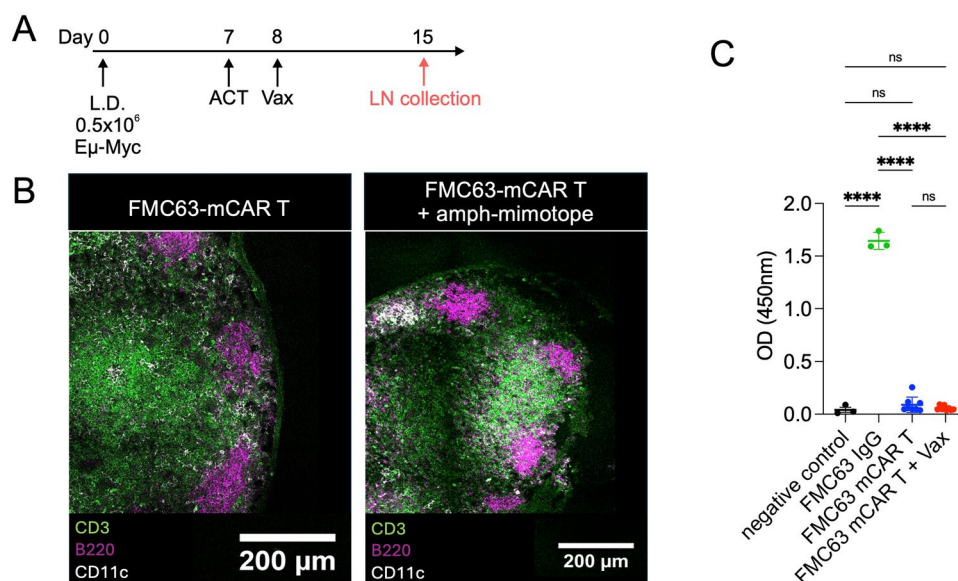 A
Day 0 7 8 15
L.D.
0.5x10⁶
Eμ-Myc
ACT
Vax
LN collection
B
FMC63-mCAR T
FMC63-mCAR T
+ amph-mimotope
CD3
B220
CD11c
200 μm
CD3
B220
CD11c
200 μm
C
ns
ns
****
****
****
ns
2.0
1.5
1.0
0.5
0.0
OD (450nm)
negative control
FMC63 IgG
FMC63 mCAR T
FMC63 mCAR T + Vax